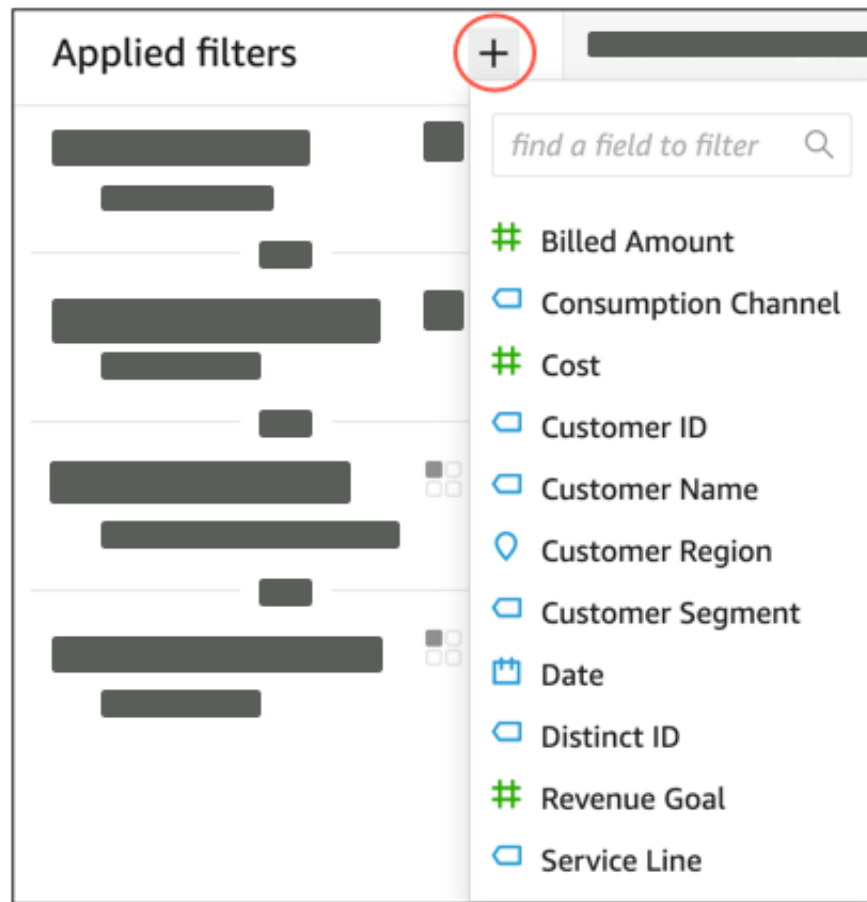 Applied filters
find a field to filter
Billed Amount
Consumption Channel
Cost
Customer ID
Customer Name
Customer Region
Customer Segment
Date
Distinct ID
Revenue Goal
Service Line